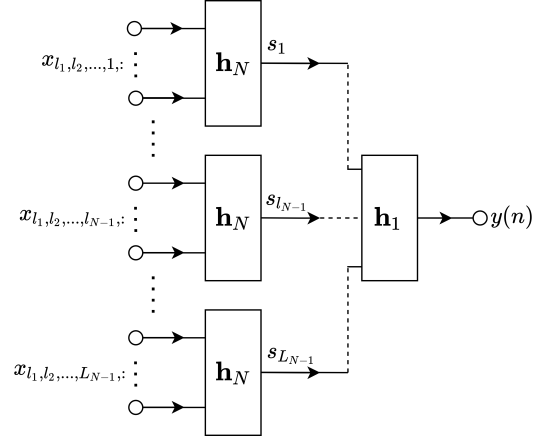 x_{l_1,l_2,...,1,:}
h_N
s_1
x_{l_1,l_2,...,l_{N-1},:}
h_N
s_{l_{N-1}}
h_1
y(n)
x_{l_1,l_2,...,L_{N-1},:}
h_N
s_{L_{N-1}}